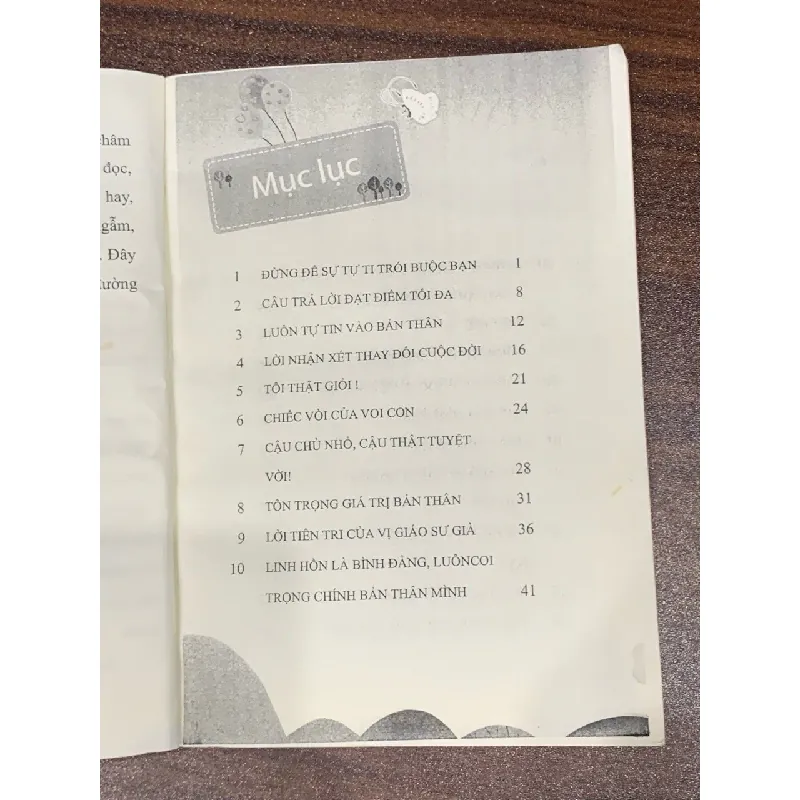 châm
đọc,
hay,
gẫm,
. Đây
đường
Mục lục
1 ĐỪNG ĐỂ SỰ TỰ TI TRÓI BUỘC BẠN 1
2 CÂU TRẢ LỜI ĐẠT ĐIỂM TỐI ĐA 8
3 LUÔN TỰ TIN VÀO BẢN THÂN 12
4 LỜI NHẬN XÉT THAY ĐỔI CUỘC ĐỜI 16
5 TÔI THẬT GIỎI ! 21
6 CHIẾC VÒI CỦA VOI CON 24
7 CẬU CHỦ NHỎ, CẬU THẬT TUYỆT
VỜI! 28
8 TÔN TRỌNG GIÁ TRỊ BẢN THÂN 31
9 LỜI TIÊN TRI CỦA VỊ GIÁO SƯ GIÀ 36
10 LINH HỒN LÀ BÌNH ĐẲNG, LUÔNCOI
TRỌNG CHÍNH BẢN THÂN MÌNH 41